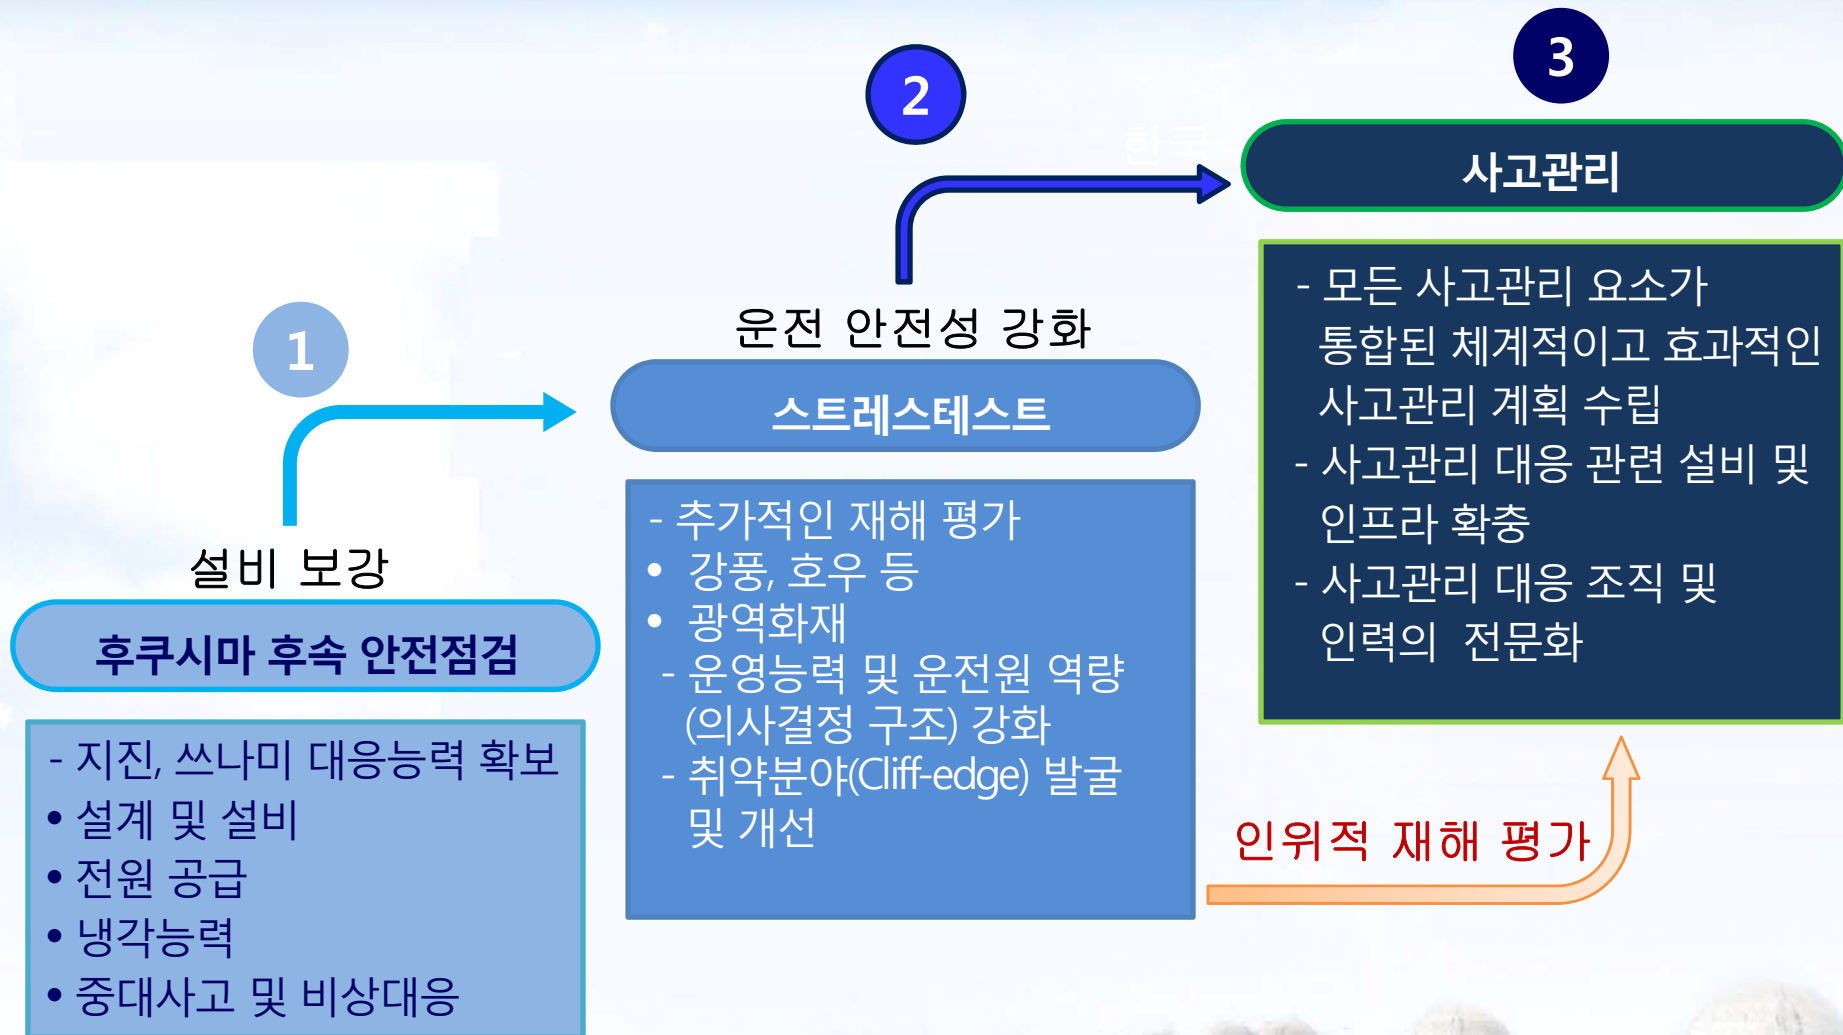 1
설비 보강
후쿠시마 후속 안전점검
- 지진, 쓰나미 대응능력 확보
• 설계 및 설비
• 전원 공급
• 냉각능력
• 중대사고 및 비상대응
2
운전 안전성 강화
스트레스테스트
- 추가적인 재해 평가
• 강풍, 호우 등
• 광역화재
- 운영능력 및 운전원 역량
(의사결정 구조) 강화
- 취약분야(Cliff-edge) 발굴
및 개선
3
한국
사고관리
- 모든 사고관리 요소가
통합된 체계적이고 효과적인
사고관리 계획 수립
- 사고관리 대응 관련 설비 및
인프라 확충
- 사고관리 대응 조직 및
인력의 전문화
인위적 재해 평가